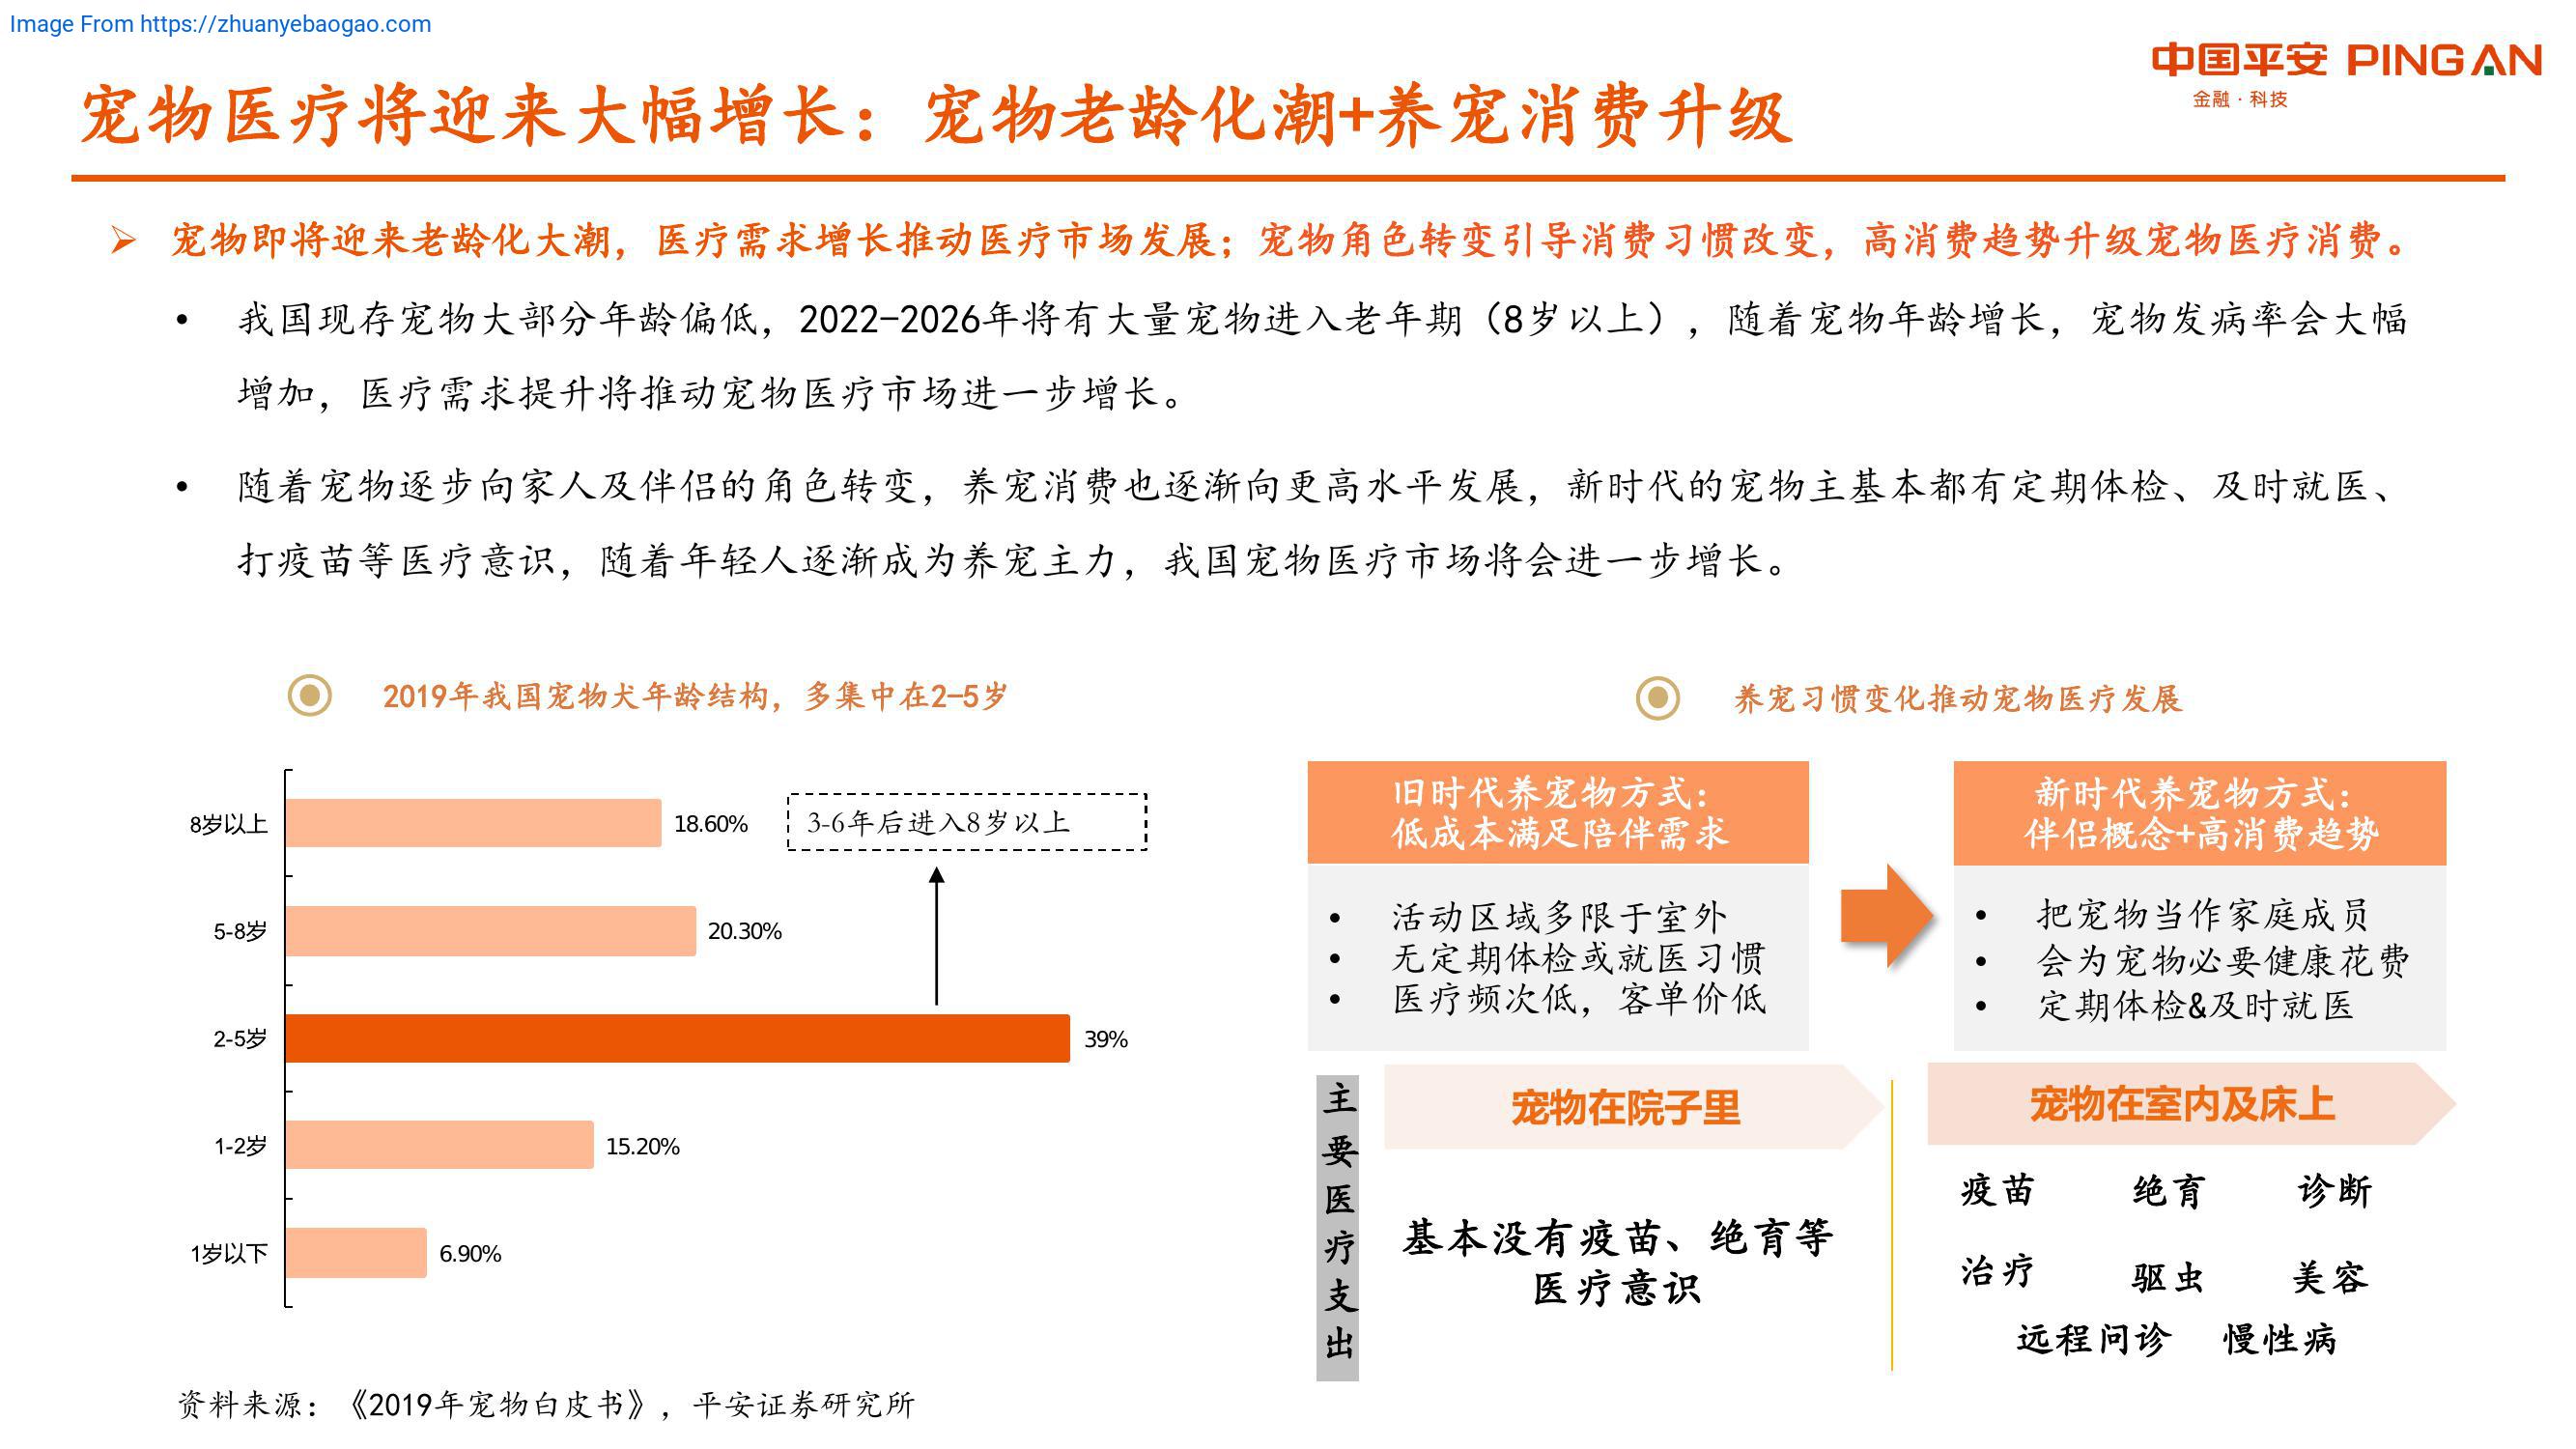 Image From https://zhuanyebaogao.com
中国平安 PINGAN
金融·科技
宠物医疗将迎来大幅增长：宠物老龄化潮+养宠消费升级
宠物即将迎来老龄化大潮，医疗需求增长推动医疗市场发展；宠物角色转变引导消费习惯改变，高消费趋势升级宠物医疗消费。
• 我国现存宠物大部分年龄偏低，2022-2026年将有大量宠物进入老年期（8岁以上），随着宠物年龄增长，宠物发病率会大幅
增加，医疗需求提升将推动宠物医疗市场进一步增长。
• 随着宠物逐步向家人及伴侣的角色转变，养宠消费也逐渐向更高水平发展，新时代的宠物主基本都有定期体检、及时就医、
打疫苗等医疗意识，随着年轻人逐渐成为养宠主力，我国宠物医疗市场将会进一步增长。
2019年我国宠物犬年龄结构，多集中在2-5岁
8岁以上 18.60%
3-6年后进入8岁以上
5-8岁 20.30%
2-5岁 39%
1-2岁 15.20%
1岁以下 6.90%
资料来源：《2019年宠物白皮书》，平安证券研究所
养宠习惯变化推动宠物医疗发展
旧时代养宠物方式：
低成本满足陪伴需求
• 活动区域多限于室外
• 无定期体检或就医习惯
• 医疗频次低，客单价低
新时代养宠物方式：
伴侣概念+高消费趋势
• 把宠物当作家庭成员
• 会为宠物必要健康花费
• 定期体检&及时就医
主要医疗支出
宠物在院子里
基本没有疫苗、绝育等
医疗意识
宠物在室内及床上
疫苗 绝育 诊断
治疗 驱虫 美容
远程问诊 慢性病